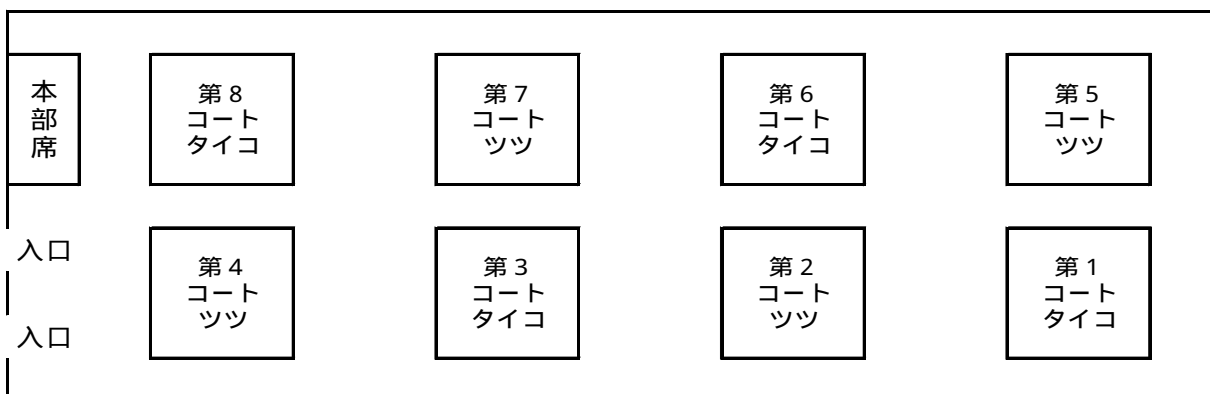 本部席
第8
コート
タイコ
第7
コート
ツツ
第6
コート
タイコ
第5
コート
ツツ
入口
第4
コート
ツツ
第3
コート
タイコ
第2
コート
ツツ
第1
コート
タイコ
入口